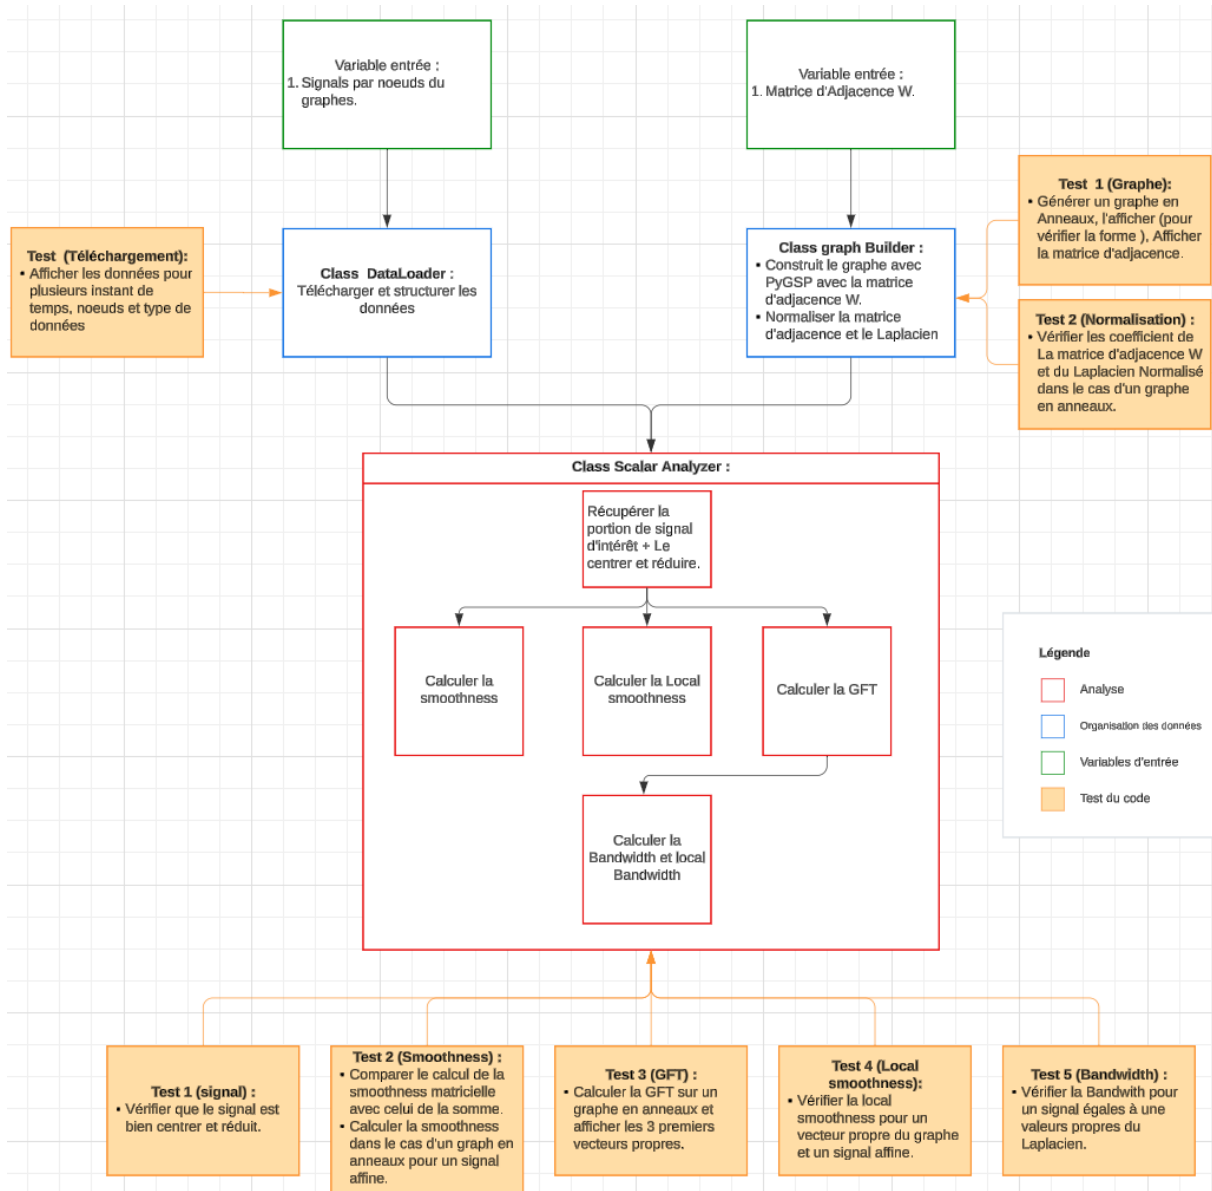 Variable entrée :
1. Signals par noeuds du
graphes.
Variable entrée :
1. Matrice d'Adjacence W.
Test  1 (Graphe):
• Générer un graphe en
Anneaux, l'afficher (pour
vérifier la forme ), Afficher
la matrice d'adjacence.
Test  (Téléchargement):
• Afficher les données pour
plusieurs instant de
temps, noeuds et type de
données
Class  DataLoader :
Télécharger et structurer les
données
Class graph Builder :
• Construit le graphe avec
PyGSP avec la matrice
d'adjacence W.
• Normaliser la matrice
d'adjacence et le Laplacien
Test 2 (Normalisation) :
• Vérifier les coefficient de
La matrice d'adjacence W
et du Laplacien Normalisé
dans le cas d'un graphe
en anneaux.
Class Scalar Analyzer :
Récupérer la
portion de signal
d'intérêt + Le
centrer et réduire.
Calculer la
smoothness
Calculer la Local
smoothness
Calculer la GFT
Calculer la
Bandwidth et local
Bandwidth
Légende
Analyse
Organisation des données
Variables d'entrée
Test du code
Test 1 (signal) :
• Vérifier que le signal est
bien centrer et réduit.
Test 2 (Smoothness) :
• Comparer le calcul de la
smoothness matricielle
avec celui de la somme.
• Calculer la smoothness
dans le cas d'un graph en
anneaux pour un signal
affine.
Test 3 (GFT) :
• Calculer la GFT sur un
graphe en anneaux et
afficher les 3 premiers
vecteurs propres.
Test 4 (Local
smoothness):
• Vérifier la local
smoothness pour un
vecteur propre du graphe
et un signal affine.
Test 5 (Bandwidth) :
• Vérifier la Bandwith pour
un signal égales à une
valeurs propres du
Laplacien.